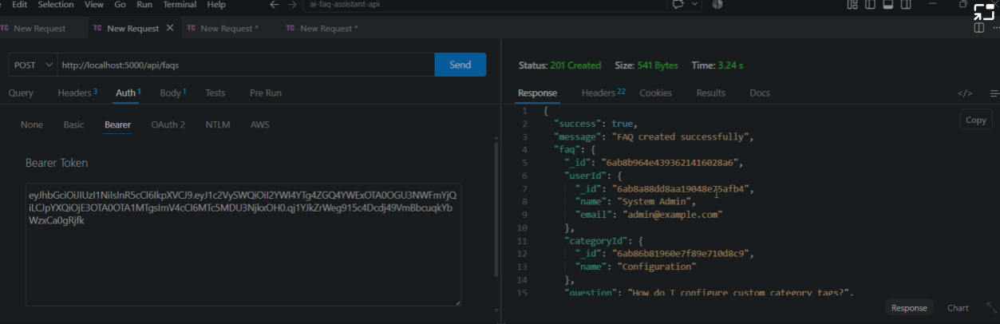 Edit Selection View Go Run Terminal Help
ai-faq-assistant-api
TC New Request
TC New Request
TC New Request *
TC New Request *
POST http://localhost:5000/api/faqs Send
Query Headers 3 Auth 1 Body 1 Tests Pre Run
None Basic Bearer OAuth 2 NTLM AWS
Bearer Token
Status: 201 Created Size: 541 Bytes Time: 3.24 s
Response Headers 22 Cookies Results Docs
</>
Copy
1 {
2 "success": true,
3 "message": "FAQ created successfully",
4 "faq": {
5 "_id": "6ab8b964e4393621416028a6",
6 "userId": {
7 "_id": "6ab8a88dd8aa19048e75afb4",
8 "name": "System Admin",
9 "email": "admin@example.com"
10 },
11 "categoryId": {
12 "_id": "6ab86b81960e7f89e710d8c9",
13 "name": "Configuration"
14 },
15 "question": "How do I configure custom category tags?",
Response Chart